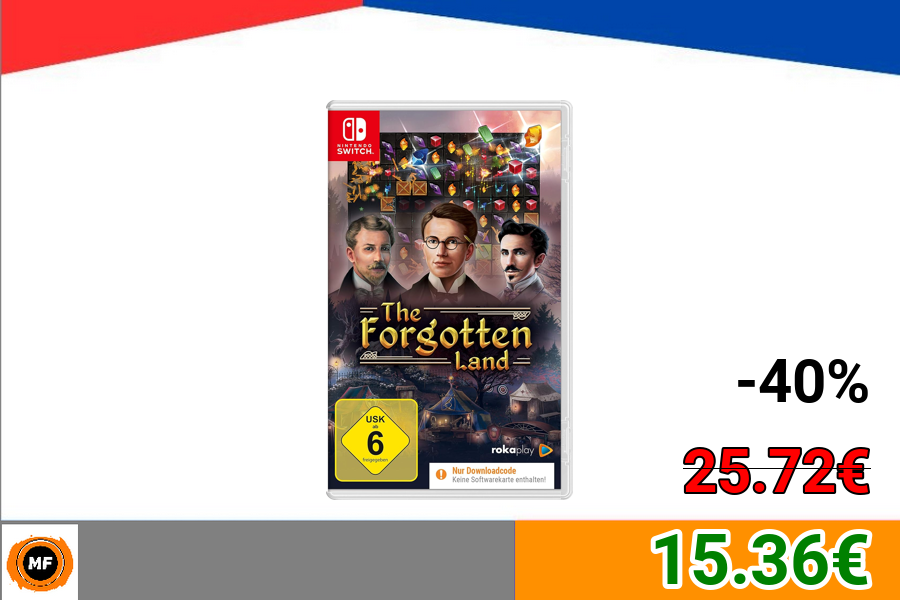 NINTENDO
SWITCH™
The
Forgotten
Land
USK
ab
6
freigegeben
rokaplay
Nur Downloadcode
Keine Softwarekarte enthalten!
-40%
25.72€
MF
15.36€